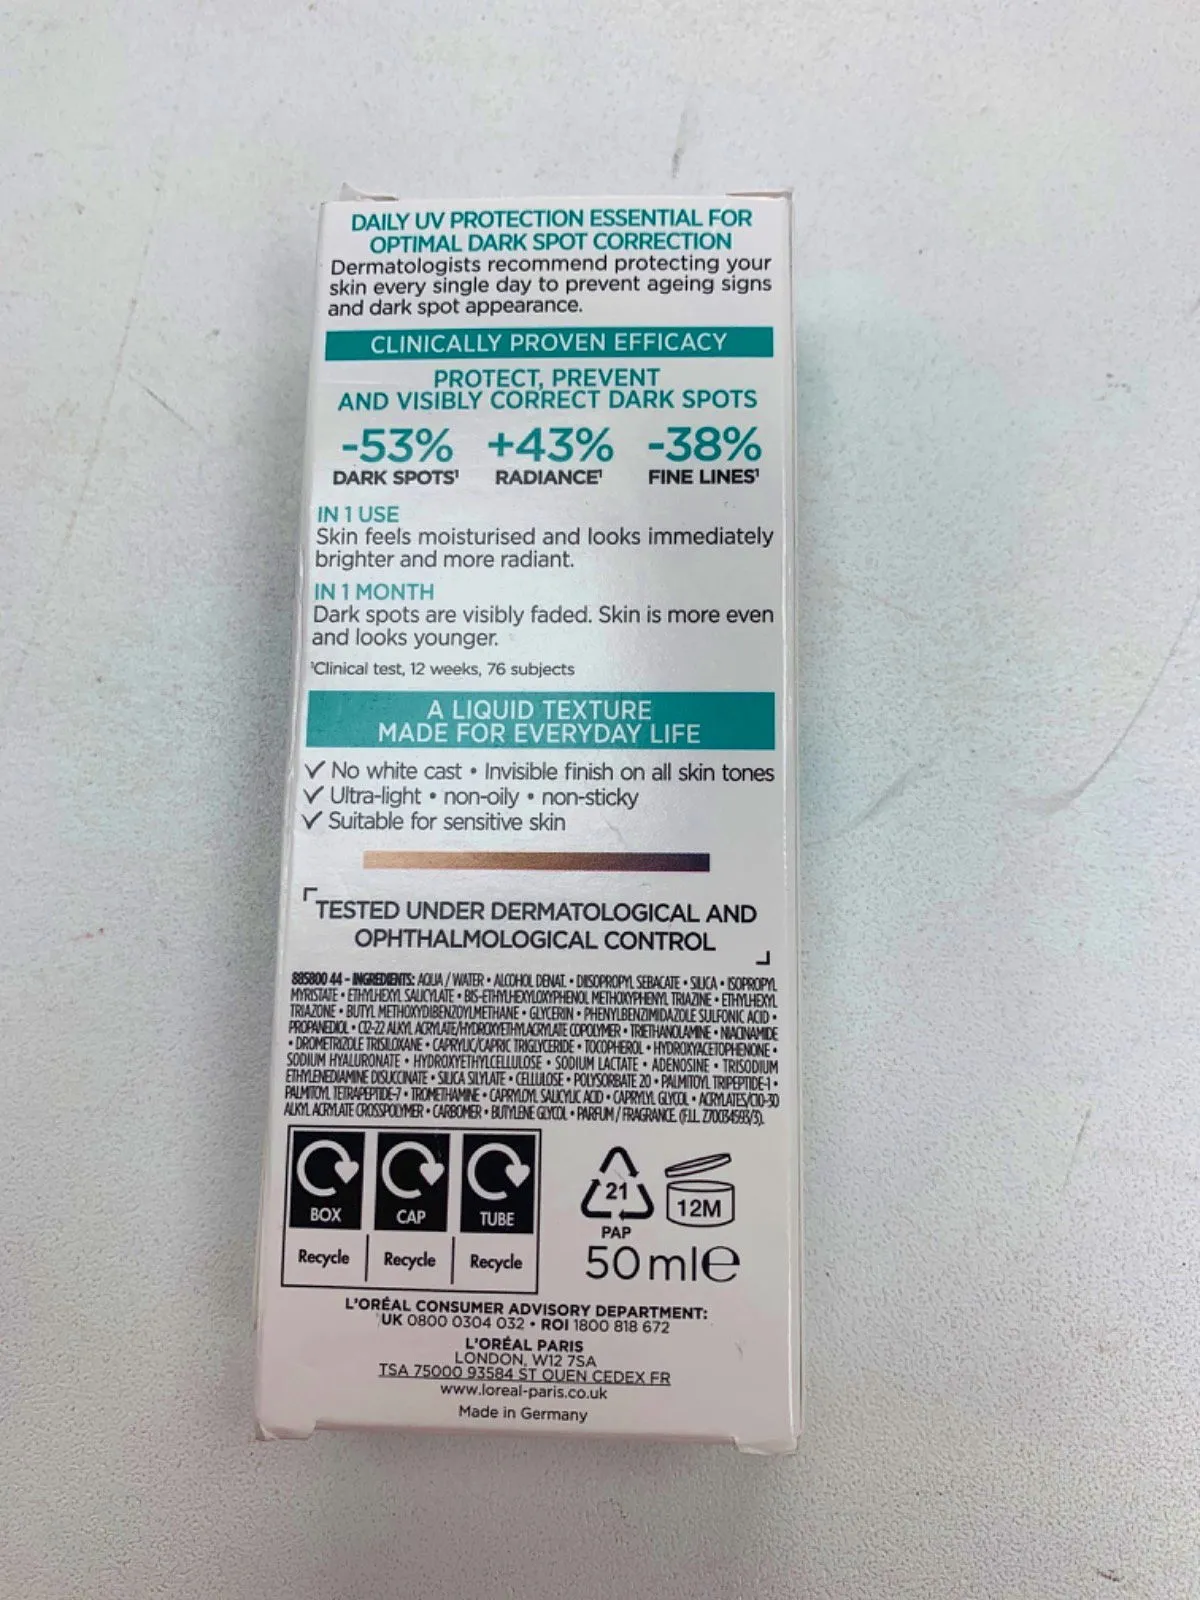 DAILY UV PROTECTION ESSENTIAL FOR
OPTIMAL DARK SPOT CORRECTION
Dermatologists recommend protecting your
skin every single day to prevent ageing signs
and dark spot appearance.
CLINICALLY PROVEN EFFICACY
PROTECT, PREVENT
AND VISIBLY CORRECT DARK SPOTS
-53% +43% -38%
DARK SPOTS¹ RADIANCE¹ FINE LINES¹
IN 1 USE
Skin feels moisturised and looks immediately
brighter and more radiant.
IN 1 MONTH
Dark spots are visibly faded. Skin is more even
and looks younger.
¹Clinical test, 12 weeks, 76 subjects
A LIQUID TEXTURE
MADE FOR EVERYDAY LIFE
✓ No white cast • Invisible finish on all skin tones
✓ Ultra-light • non-oily • non-sticky
✓ Suitable for sensitive skin
TESTED UNDER DERMATOLOGICAL AND
OPHTHALMOLOGICAL CONTROL
885800 44 - INGREDIENTS: AQUA / WATER • ALCOHOL DENAT. • DIISOPROPYL SEBACATE • SILICA • ISOPROPYL
MYRISTATE • ETHYLHEXYL SALICYLATE • BIS-ETHYLHEXYLOXYPHENOL METHOXYPHENYL TRIAZINE • ETHYLHEXYL
TRIAZONE • BUTYL METHOXYDIBENZOYLMETHANE • GLYCERIN • PHENYLBENZIMIDAZOLE SULFONIC ACID •
PROPANEDIOL • C12-22 ALKYL ACRYLATE/HYDROXYETHYLACRYLATE COPOLYMER • TRIETHANOLAMINE • NIACINAMIDE
• DROMETRIZOLE TRISILOXANE • CAPRYLIC/CAPRIC TRIGLYCERIDE • TOCOPHEROL • HYDROXYACETOPHENONE •
SODIUM HYALURONATE • HYDROXYETHYLCELLULOSE • SODIUM LACTATE • ADENOSINE • TRISODIUM
ETHYLENEDIAMINE DISUCCINATE • SILICA SILYLATE • CELLULOSE • POLYSORBATE 20 • PALMITOYL TRIPEPTIDE-1 •
PALMITOYL TETRAPEPTIDE-7 • TROMETHAMINE • CAPRYLOYL SALICYLIC ACID • CAPRYLYL GLYCOL • ACRYLATES/C10-30
ALKYL ACRYLATE CROSSPOLYMER • CARBOMER • BUTYLENE GLYCOL • PARFUM / FRAGRANCE. (F.I.L. Z70034593/3).
BOX CAP TUBE
Recycle Recycle Recycle
21
PAP
12M
50 ml℮
L'ORÉAL CONSUMER ADVISORY DEPARTMENT:
UK 0800 0304 032 • ROI 1800 818 672
L'ORÉAL PARIS
LONDON, W12 7SA
TSA 75000 93584 ST OUEN CEDEX FR
www.loreal-paris.co.uk
Made in Germany